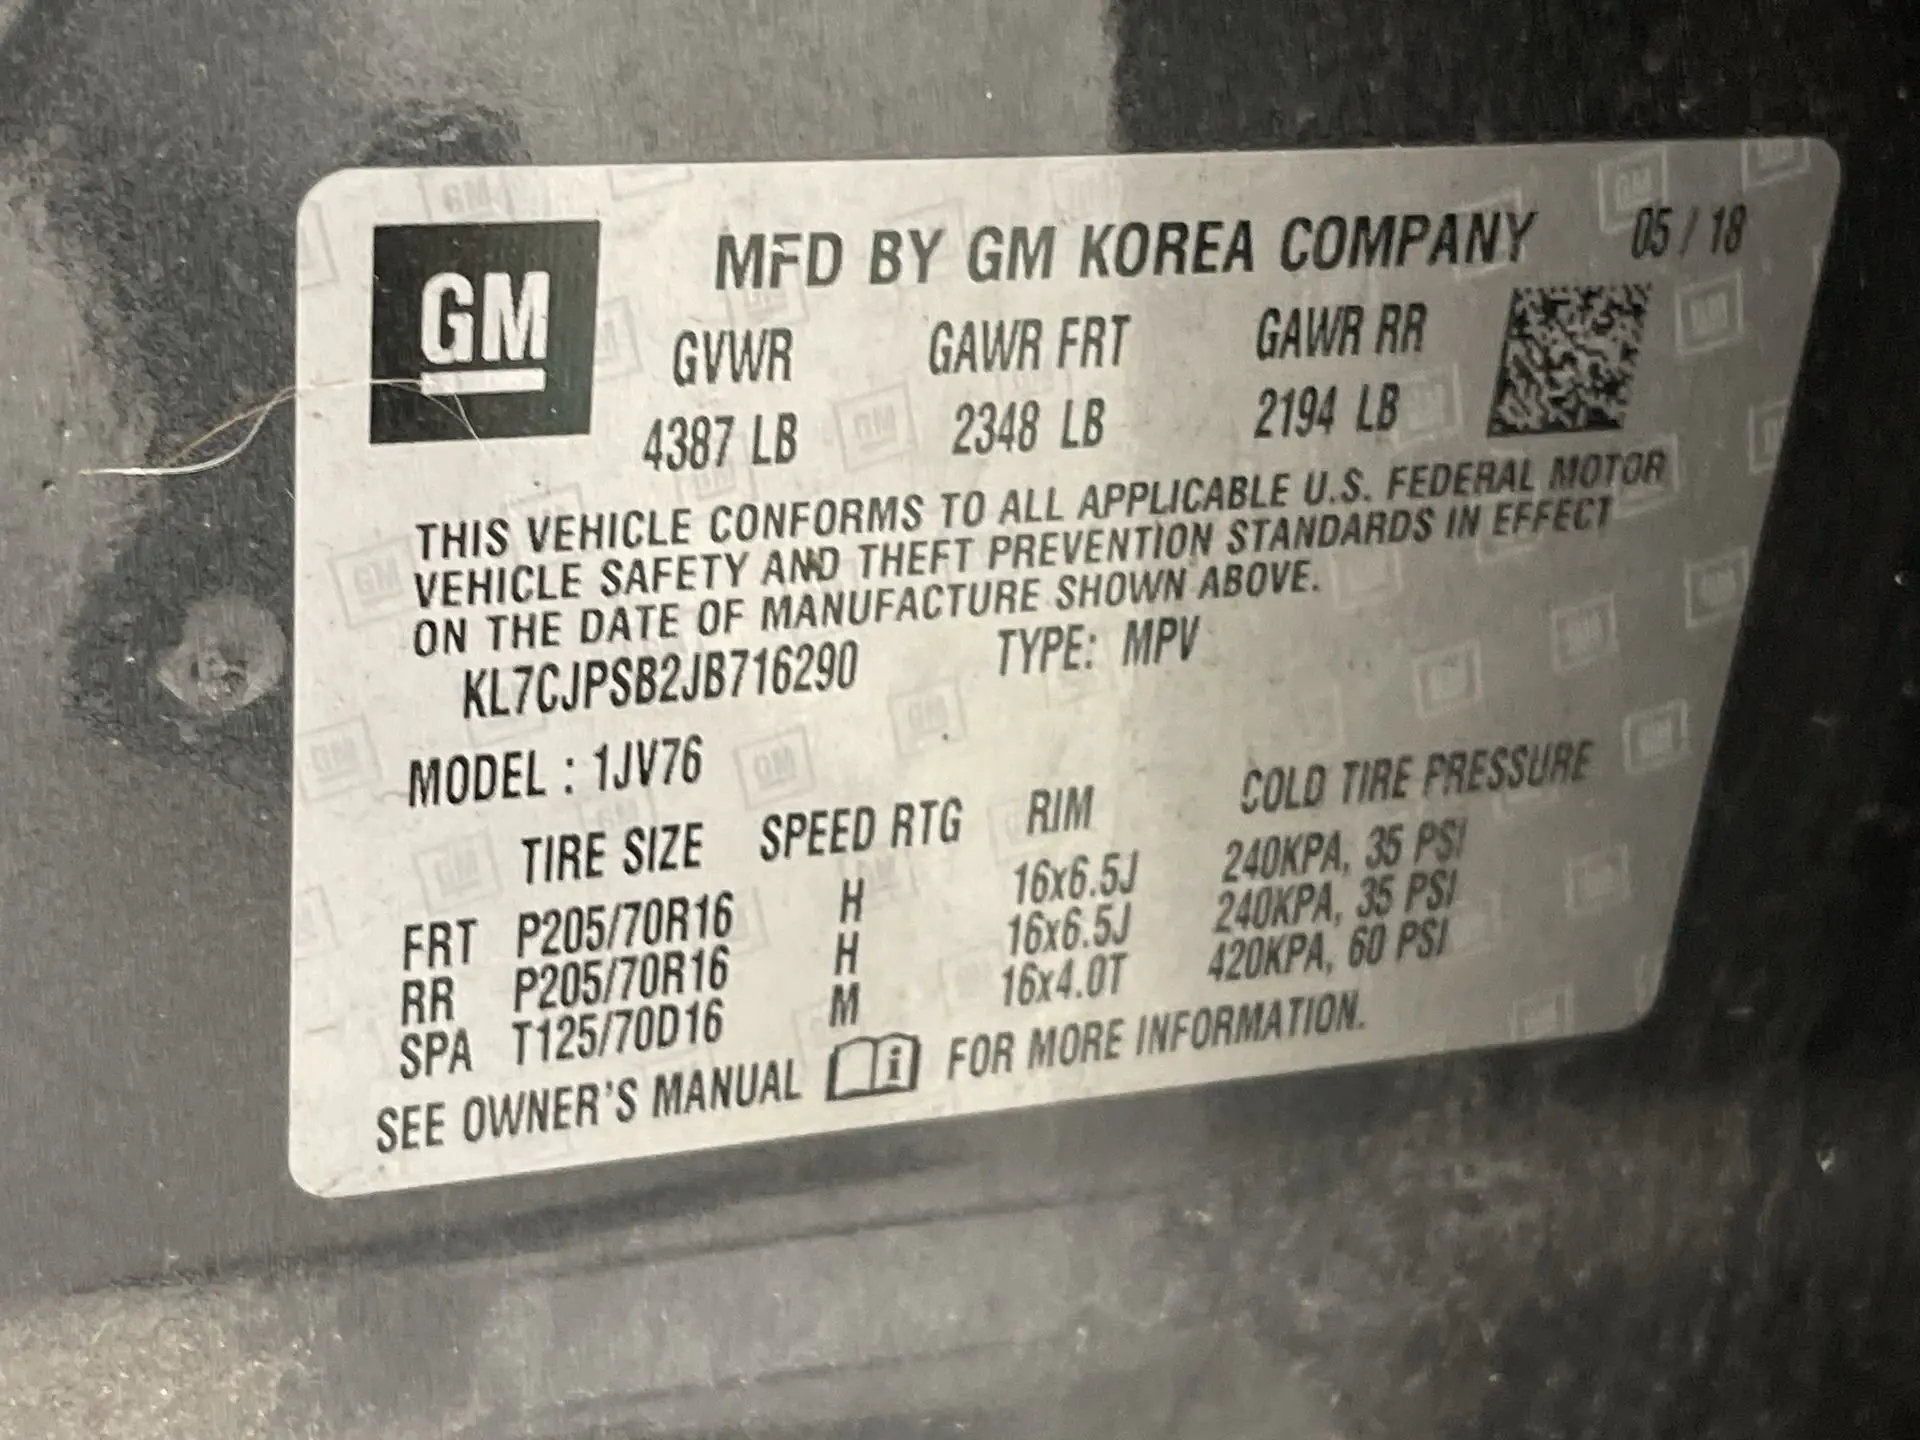 GM
MFD BY GM KOREA COMPANY 05 / 18
GVWR GAWR FRT GAWR RR
4387 LB 2348 LB 2194 LB
THIS VEHICLE CONFORMS TO ALL APPLICABLE U.S. FEDERAL MOTOR
VEHICLE SAFETY AND THEFT PREVENTION STANDARDS IN EFFECT
ON THE DATE OF MANUFACTURE SHOWN ABOVE.
KL7CJPSB2JB716290 TYPE: MPV
MODEL : 1JV76
TIRE SIZE SPEED RTG RIM COLD TIRE PRESSURE
FRT P205/70R16 H 16x6.5J 240KPA, 35 PSI
RR P205/70R16 H 16x6.5J 240KPA, 35 PSI
SPA T125/70D16 M 16x4.0T 420KPA, 60 PSI
SEE OWNER'S MANUAL i FOR MORE INFORMATION.